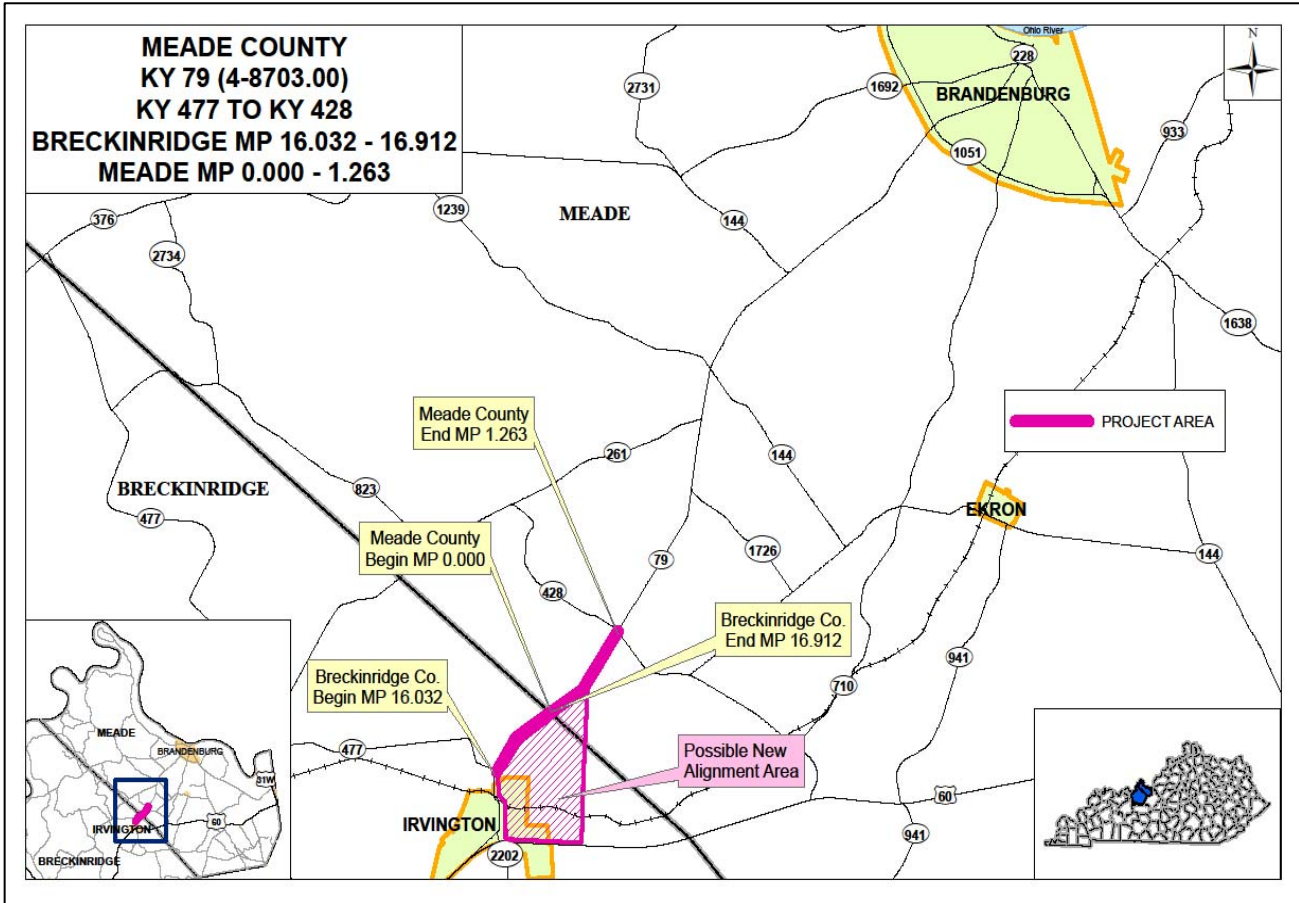 MEADE COUNTY
KY 79 (4-8703.00)
KY 477 TO KY 428
BRECKINRIDGE MP 16.032 - 16.912
MEADE MP 0.000 - 1.263
Ohio River
N
228
2731
1692
BRANDENBURG
933
1051
376
1239
MEADE
144
2734
1638
PROJECT AREA
Meade County
End MP 1.263
261
144
BRECKINRIDGE
823
477
EKRON
Meade County
Begin MP 0.000
79
1726
144
428
Breckinridge Co.
End MP 16.912
941
Breckinridge Co.
Begin MP 16.032
710
477
Possible New
Alignment Area
60
IRVINGTON
941
2202
MEADE
BRANDENBURG
31W
60
IRVINGTON
BRECKINRIDGE